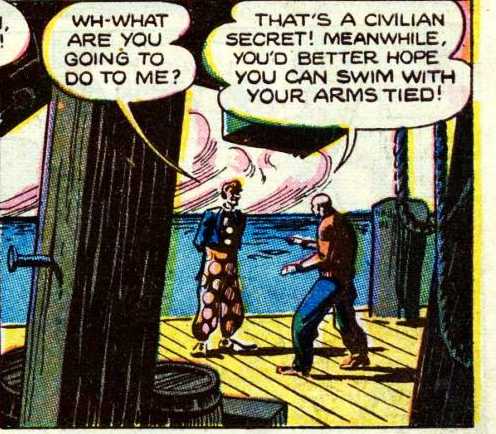 WH-WHAT
ARE YOU
GOING TO
DO TO ME?
THAT'S A CIVILIAN
SECRET! MEANWHILE,
YOU'D BETTER HOPE
YOU CAN SWIM WITH
YOUR ARMS TIED!